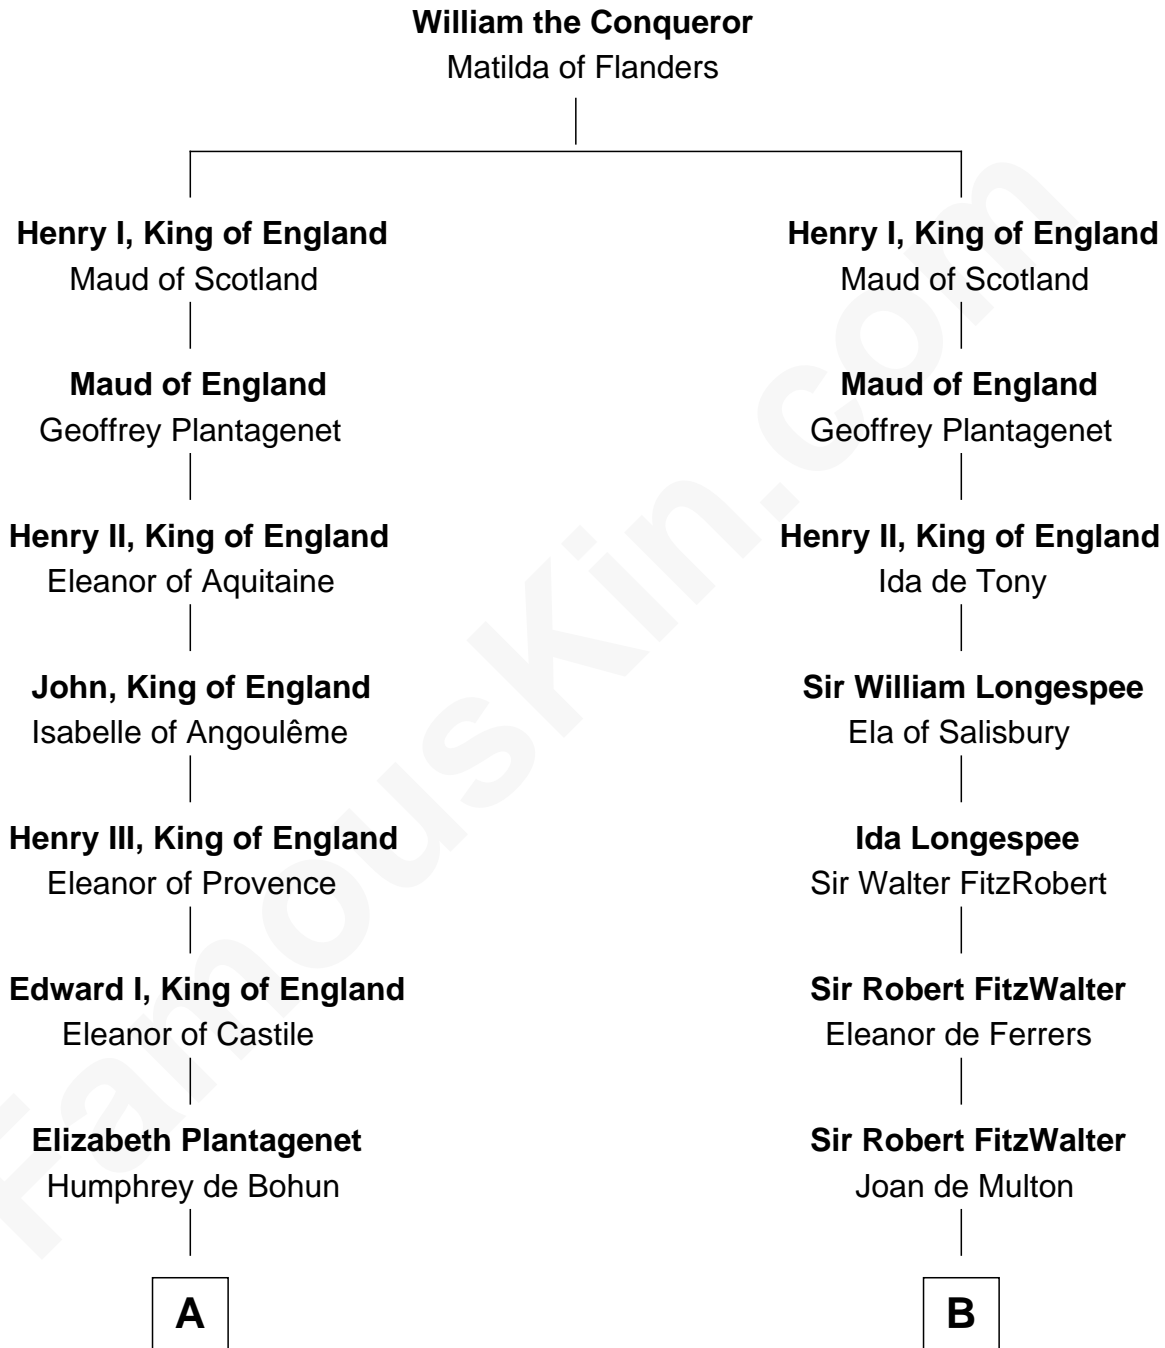 William the Conqueror
Matilda of Flanders
Henry I, King of England
Maud of Scotland
Maud of England
Geoffrey Plantagenet
Henry II, King of England
Eleanor of Aquitaine
John, King of England
Isabelle of Angoulême
Henry III, King of England
Eleanor of Provence
Edward I, King of England
Eleanor of Castile
Elizabeth Plantagenet
Humphrey de Bohun
A
Henry I, King of England
Maud of Scotland
Maud of England
Geoffrey Plantagenet
Henry II, King of England
Ida de Tony
Sir William Longespee
Ela of Salisbury
Ida Longespee
Sir Walter FitzRobert
Sir Robert FitzWalter
Eleanor de Ferrers
Sir Robert FitzWalter
Joan de Multon
B
FamousKin.com